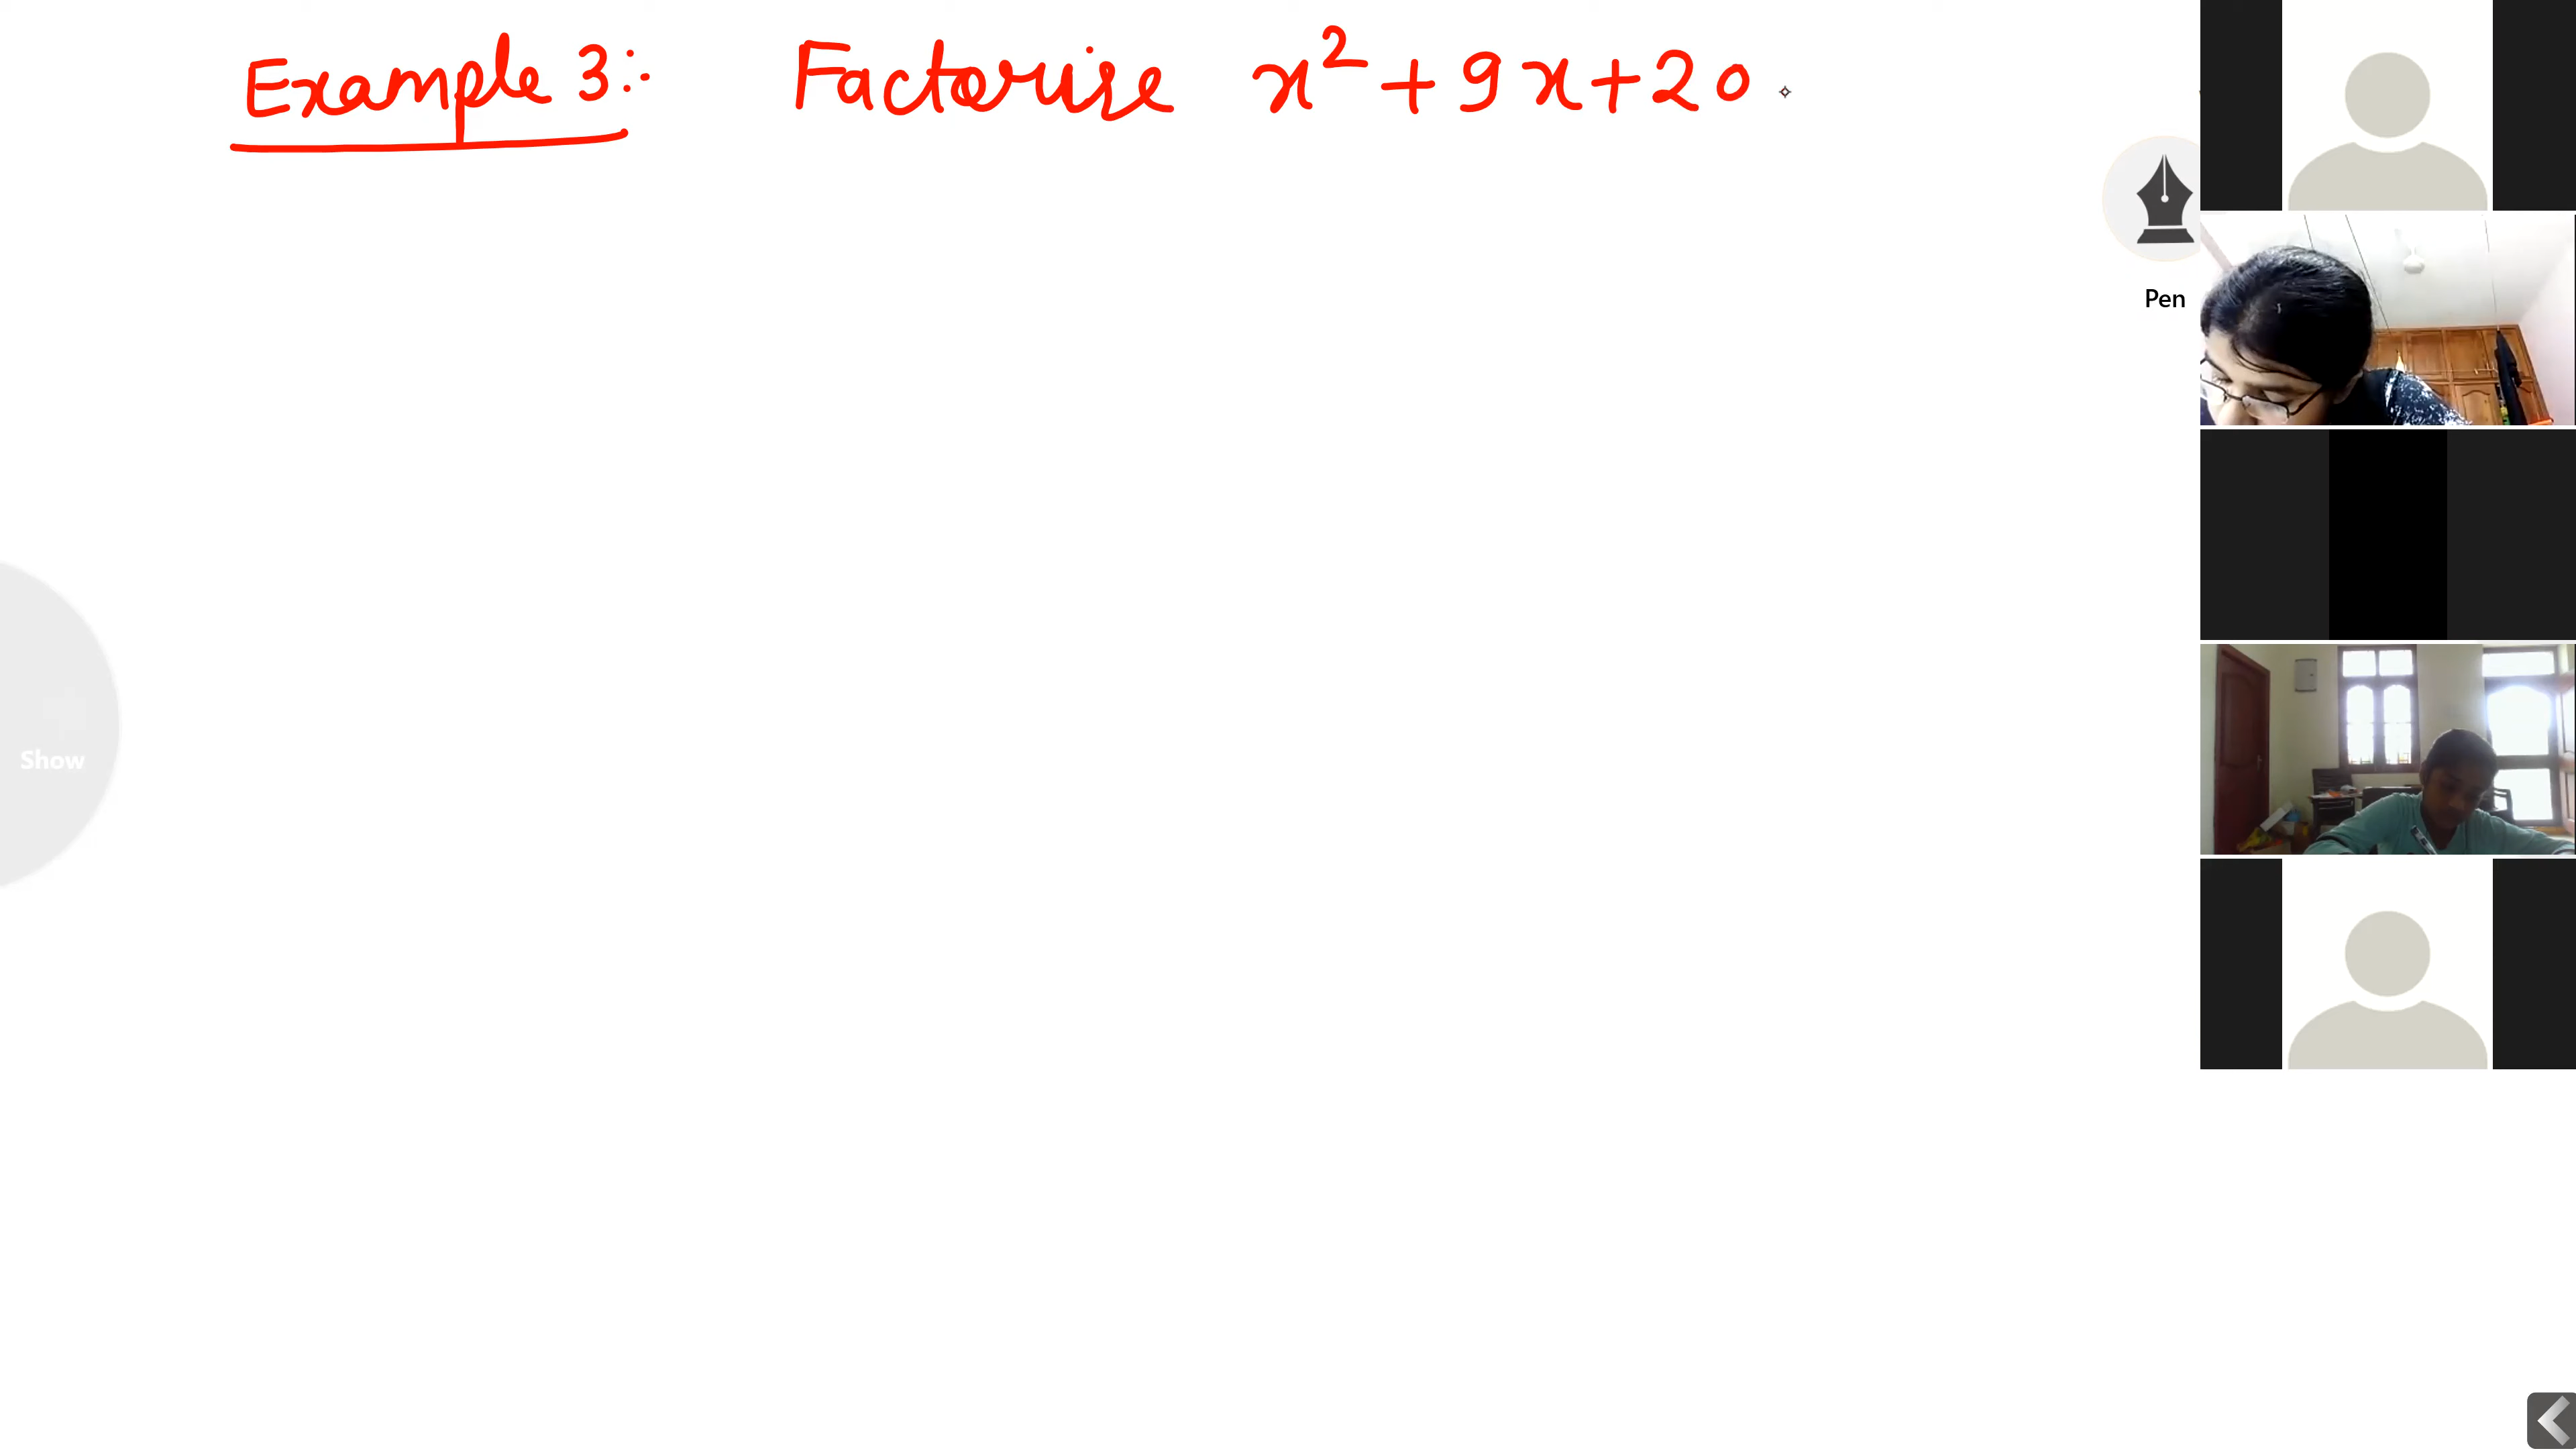 Example 3:- Factorise x² + 9x + 20
Pen
Show